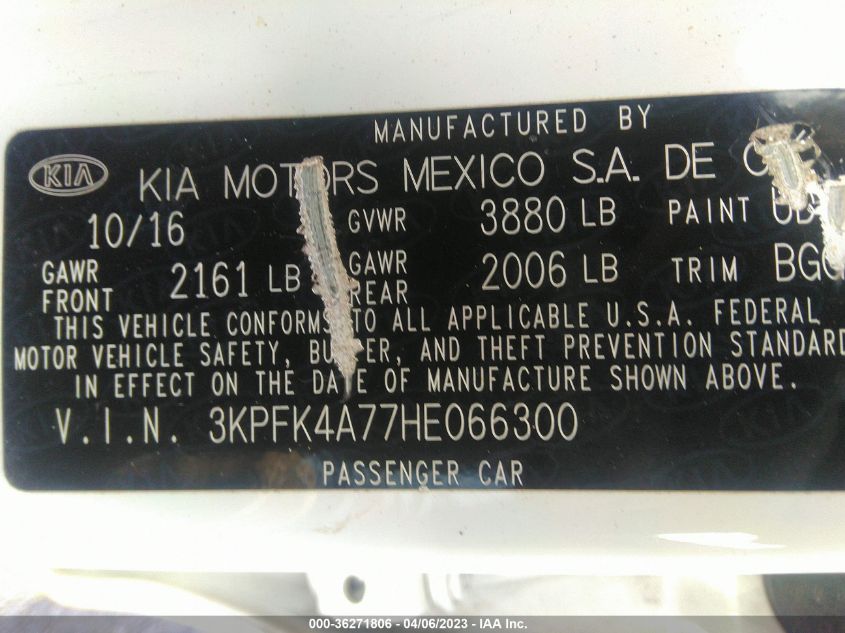 MANUFACTURED BY
KIA
KIA MOTORS MEXICO S.A. DE
10/16 GVWR 3880 LB PAINT
GAWR FRONT 2161 LB GAWR REAR 2006 LB TRIM
THIS VEHICLE CONFORMS TO ALL APPLICABLE U.S.A. FEDERAL
MOTOR VEHICLE SAFETY, BUMPER, AND THEFT PREVENTION STANDARD
IN EFFECT ON THE DATE OF MANUFACTURE SHOWN ABOVE.
V.I.N. 3KPFK4A77HE066300
PASSENGER CAR
000-36271806 - 04/06/2023 - IAA Inc.